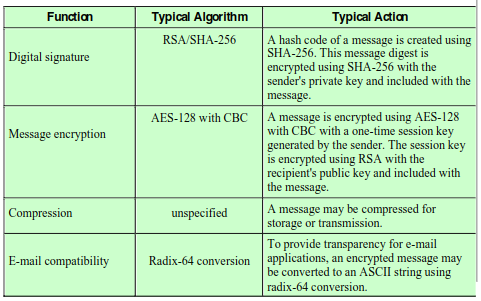 Function Typical Algorithm Typical Action
Digital signature
RSA/SHA-256
A hash code of a message is created using
SHA-256. This message digest is
encrypted using SHA-256 with the
sender's private key and included with the
message.
Message encryption
AES-128 with CBC
A message is encrypted using AES-128
with CBC with a one-time session key
generated by the sender. The session key
is encrypted using RSA with the
recipient's public key and included with
the message.
Compression
unspecified
A message may be compressed for
storage or transmission.
E-mail compatibility
Radix-64 conversion
To provide transparency for e-mail
applications, an encrypted message may
be converted to an ASCII string using
radix-64 conversion.